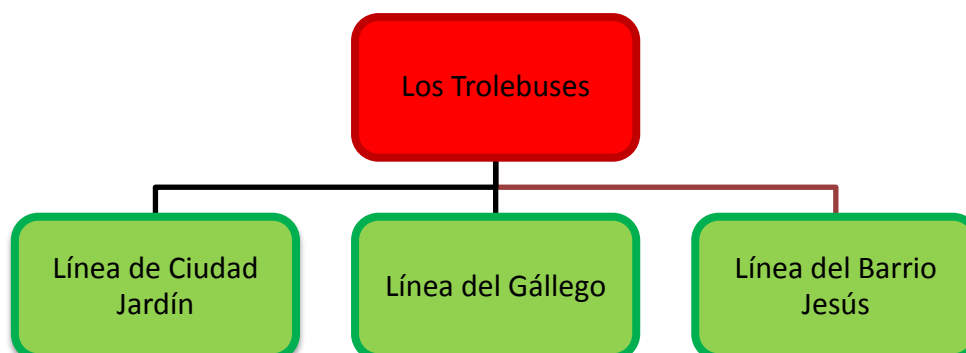 Los Trolebuses
Línea de Ciudad
Jardín
Línea del Gállego
Línea del Barrio
Jesús